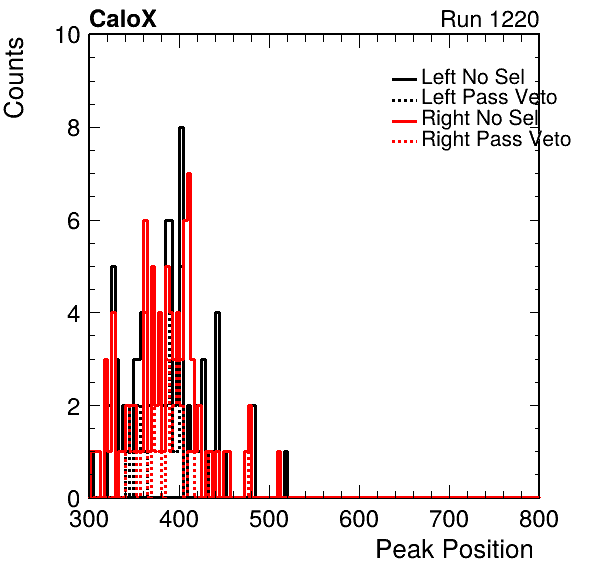 CaloX Run 1220
Counts
10
8
6
4
2
0
Left No Sel
Left Pass Veto
Right No Sel
Right Pass Veto
300 400 500 600 700 800
Peak Position